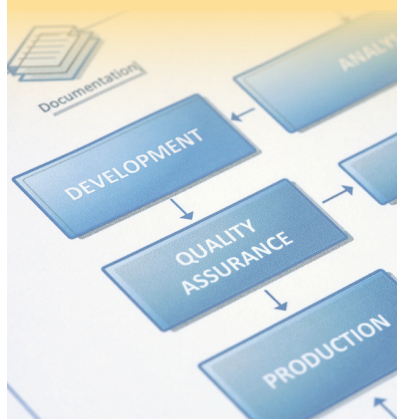 Documentation
DEVELOPMENT
QUALITY
ASSURANCE
PRODUCTION